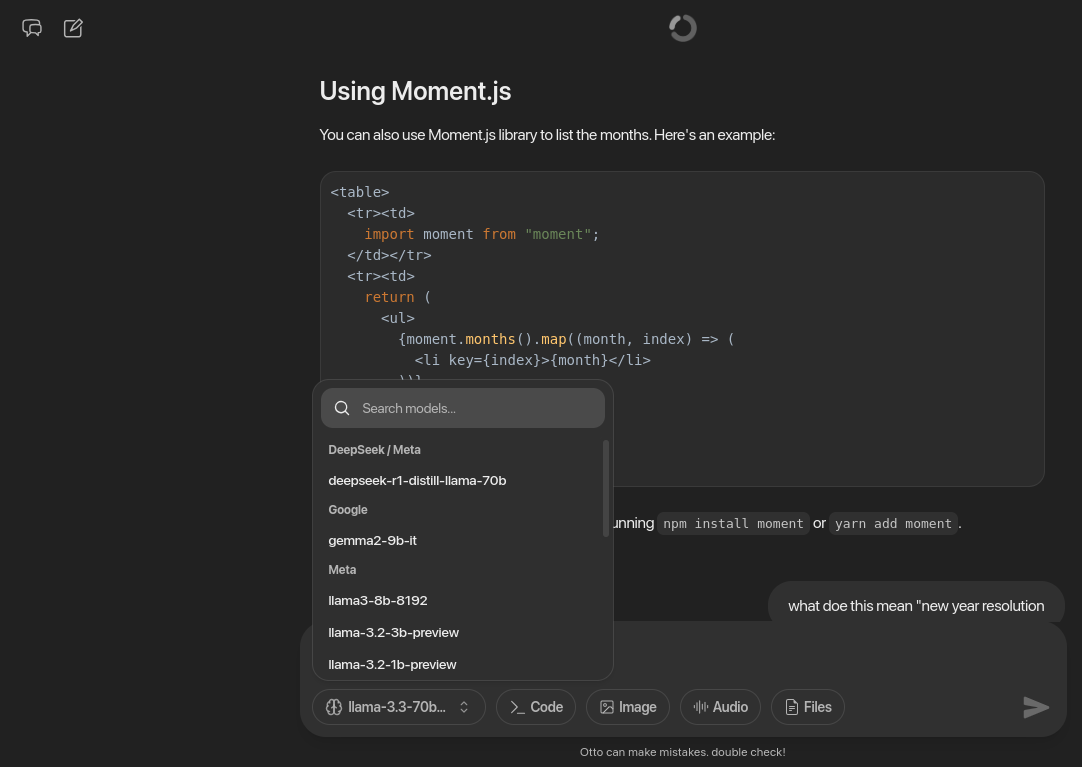 Using Moment.js
You can also use Moment.js library to list the months. Here's an example:
<table>
<tr><td>
import moment from "moment";
</td></tr>
<tr><td>
return (
<ul>
{moment.months().map((month, index) => (
<li key={index}>{month}</li>
))}
Search models...
DeepSeek / Meta
deepseek-r1-distill-llama-70b
Google
gemma2-9b-it
Meta
llama3-8b-8192
llama-3.2-3b-preview
llama-3.2-1b-preview
npm install moment or yarn add moment.
what doe this mean "new year resolution
llama-3.3-70b...
Code
Image
Audio
Files
Otto can make mistakes. double check!